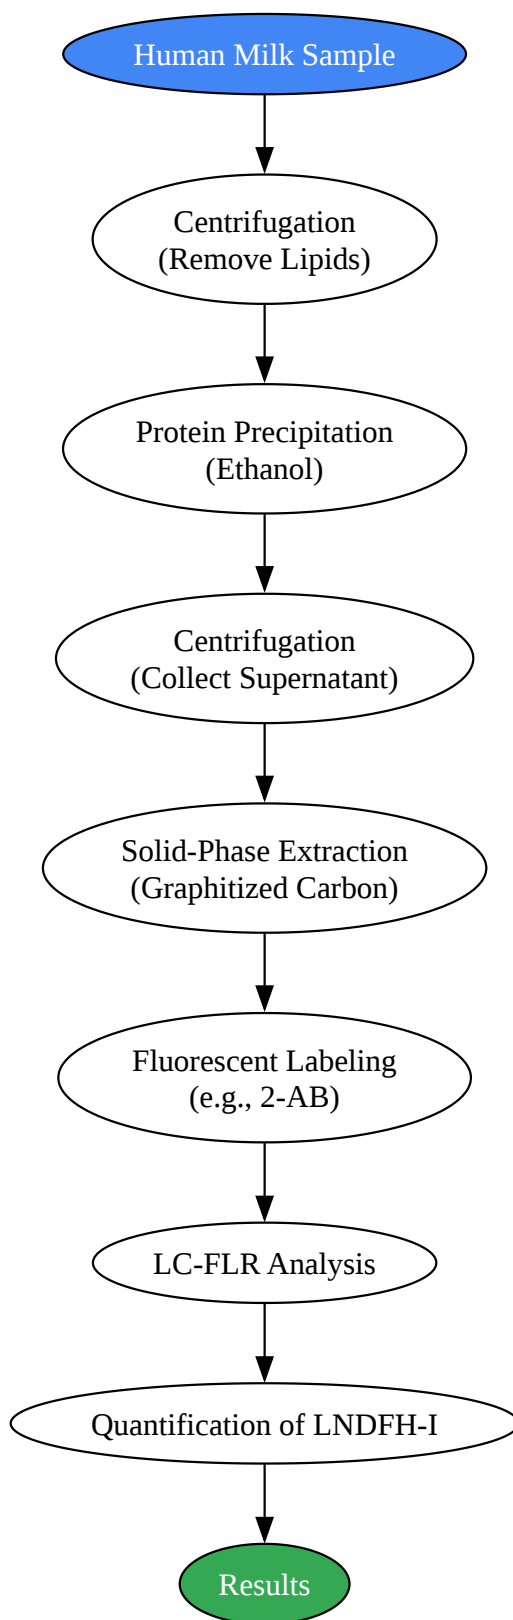 Human Milk Sample
Centrifugation
(Remove Lipids)
Protein Precipitation
(Ethanol)
Centrifugation
(Collect Supernatant)
Solid-Phase Extraction
(Graphitized Carbon)
Fluorescent Labeling
(e.g., 2-AB)
LC-FLR Analysis
Quantification of LNDFH-I
Results